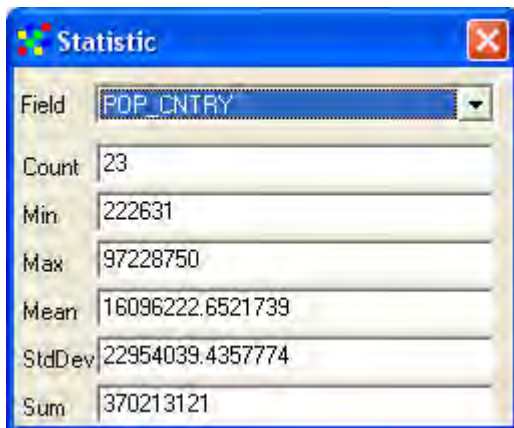 Statistic
Field POP_CNTRY
Count 23
Min 222631
Max 97228750
Mean 16096222.6521739
StdDev 22954039.4357774
Sum 370213121